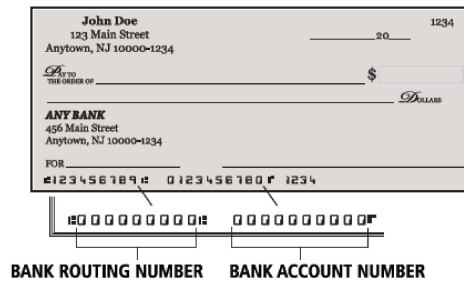 John Doe
1234
123 Main Street
20
Anytown, NJ 10000-1234
PAY TO
THE ORDER OF
$
DOLLARS
ANY BANK
456 Main Street
Anytown, NJ 10000-1234
FOR
⑆123456789⑆ 0123456780⑈ 1234
⑆000000000⑆ 0000000000⑈
BANK ROUTING NUMBER BANK ACCOUNT NUMBER